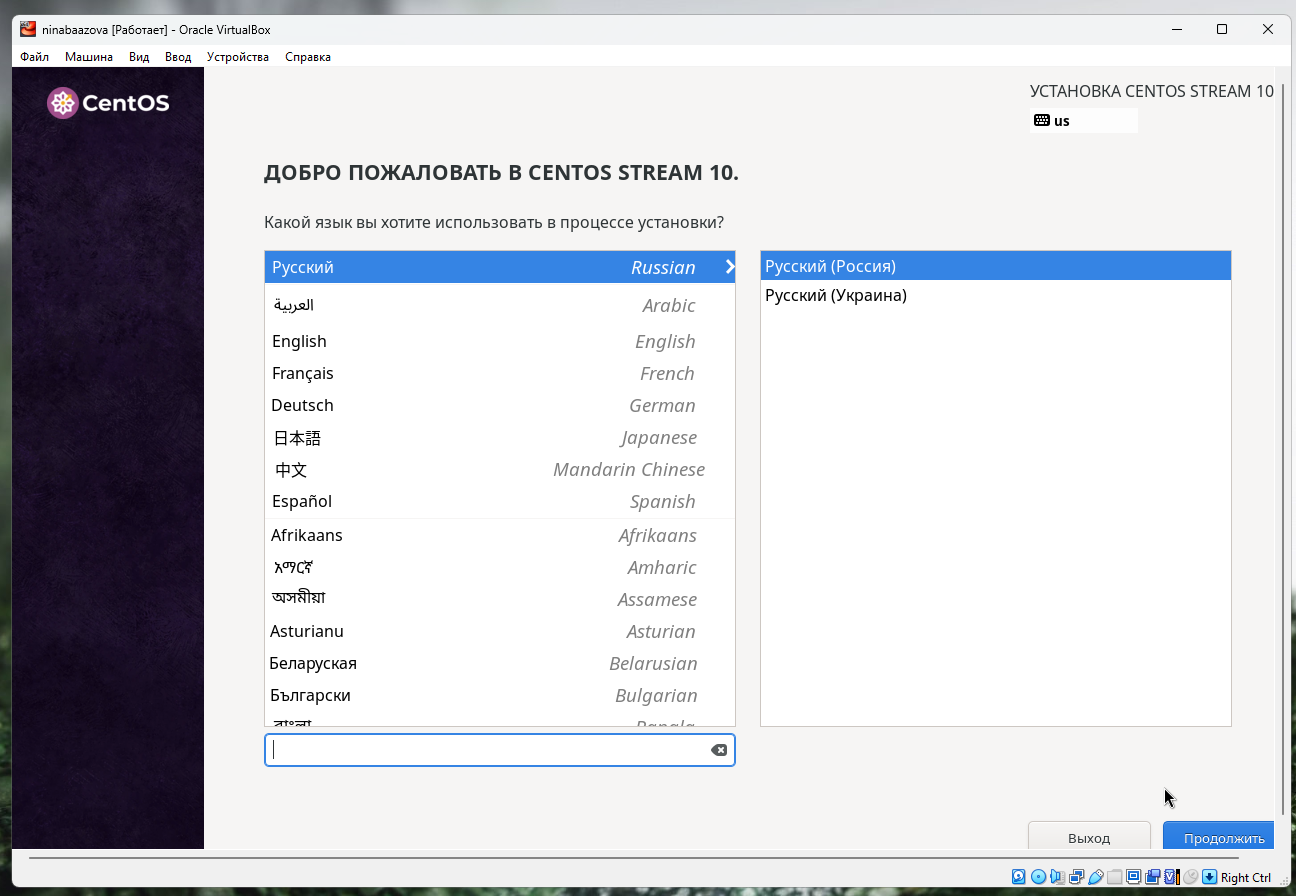 ninabaazova [Работает] - Oracle VirtualBox
Файл Машина Вид Ввод Устройства Справка
CentOS
УСТАНОВКА CENTOS STREAM 10
us
ДОБРО ПОЖАЛОВАТЬ В CENTOS STREAM 10.
Какой язык вы хотите использовать в процессе установки?
Русский Russian
العربية Arabic
English English
Français French
Deutsch German
日本語 Japanese
中文 Mandarin Chinese
Español Spanish
Afrikaans Afrikaans
አማርኛ Amharic
অসমীয়া Assamese
Asturianu Asturian
Беларуская Belarusian
Български Bulgarian
বাংলা Bangla
Русский (Россия)
Русский (Украина)
Выход Продолжить
Right Ctrl